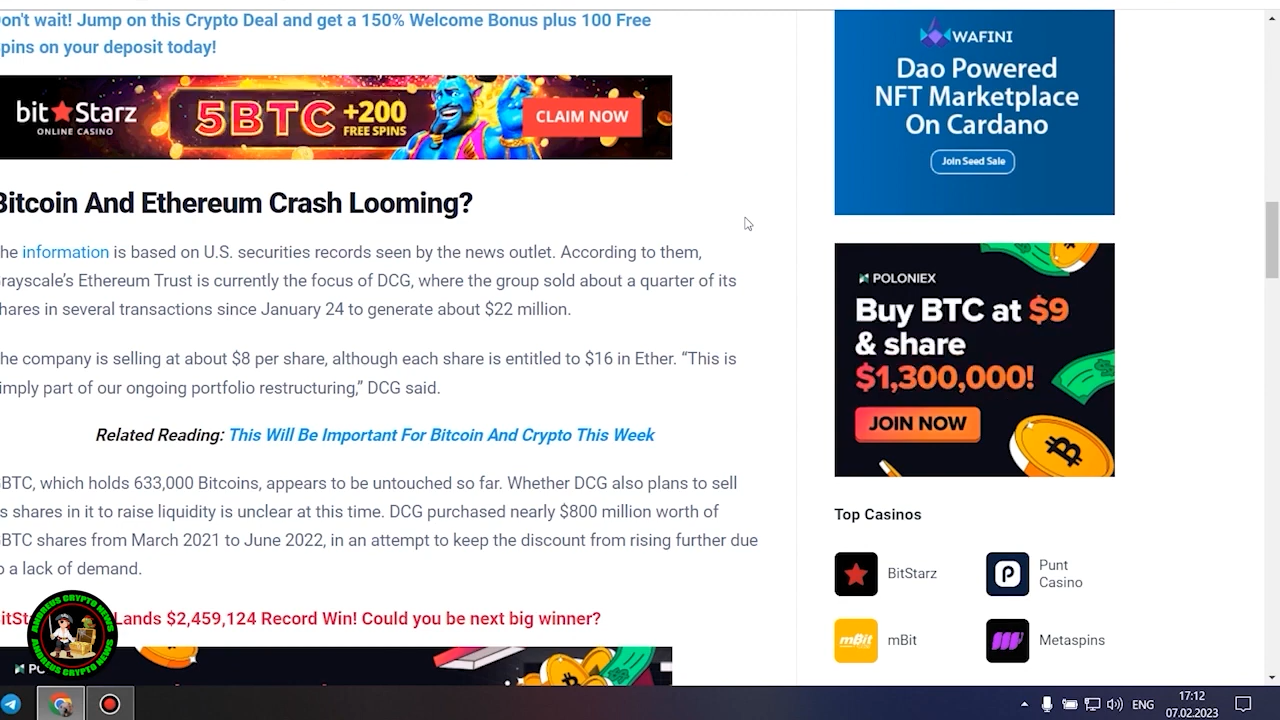 on't wait! Jump on this Crypto Deal and get a 150% Welcome Bonus plus 100 Free
pins on your deposit today!
bit Starz
ONLINE CASINO
5BTC +200
FREE SPINS
CLAIM NOW
Bitcoin And Ethereum Crash Looming?
he information is based on U.S. securities records seen by the news outlet. According to them,
rayscale's Ethereum Trust is currently the focus of DCG, where the group sold about a quarter of its
hares in several transactions since January 24 to generate about $22 million.
he company is selling at about $8 per share, although each share is entitled to $16 in Ether. “This is
imply part of our ongoing portfolio restructuring,” DCG said.
Related Reading: This Will Be Important For Bitcoin And Crypto This Week
BTC, which holds 633,000 Bitcoins, appears to be untouched so far. Whether DCG also plans to sell
s shares in it to raise liquidity is unclear at this time. DCG purchased nearly $800 million worth of
BTC shares from March 2021 to June 2022, in an attempt to keep the discount from rising further due
o a lack of demand.
itSt Lands $2,459,124 Record Win! Could you be next big winner?
ANDREUS CRYPTO NEWS
ANDREUS CRYPTO NEWS
PO
WAFINI
Dao Powered
NFT Marketplace
On Cardano
Join Seed Sale
POLONIEX
Buy BTC at $9
& share
$1,300,000!
JOIN NOW
Top Casinos
BitStarz
Punt
Casino
mBit
mBit
Metaspins
ENG
17:12
07.02.2023